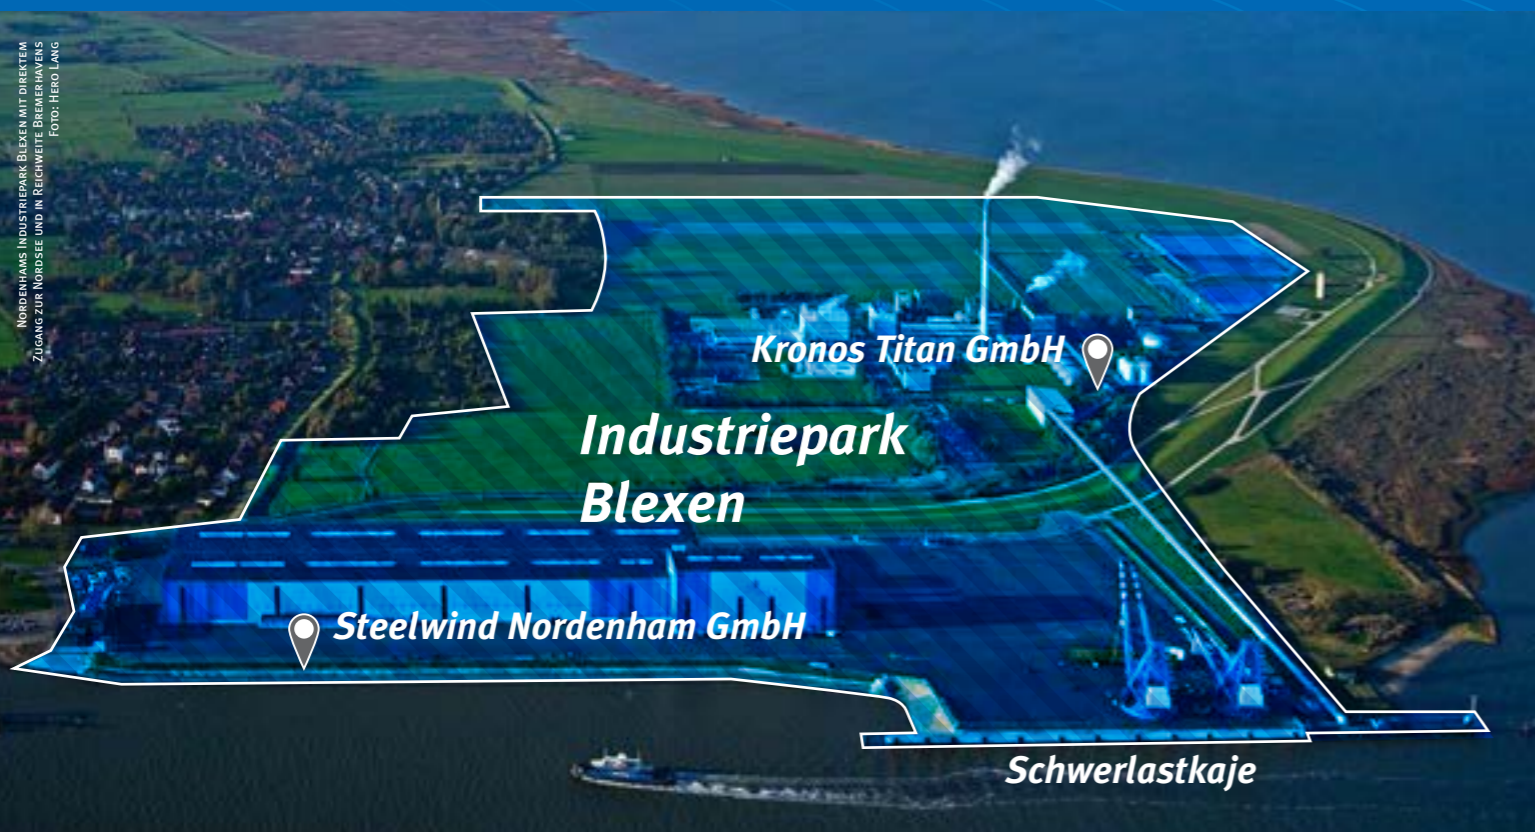 Nordenhams Industriepark Blexen mit direktem
Zugang zur Nordsee und in Reichweite Bremerhavens
Foto: Hero Lang
Kronos Titan GmbH
Industriepark
Blexen
Steelwind Nordenham GmbH
Schwerlastkaje